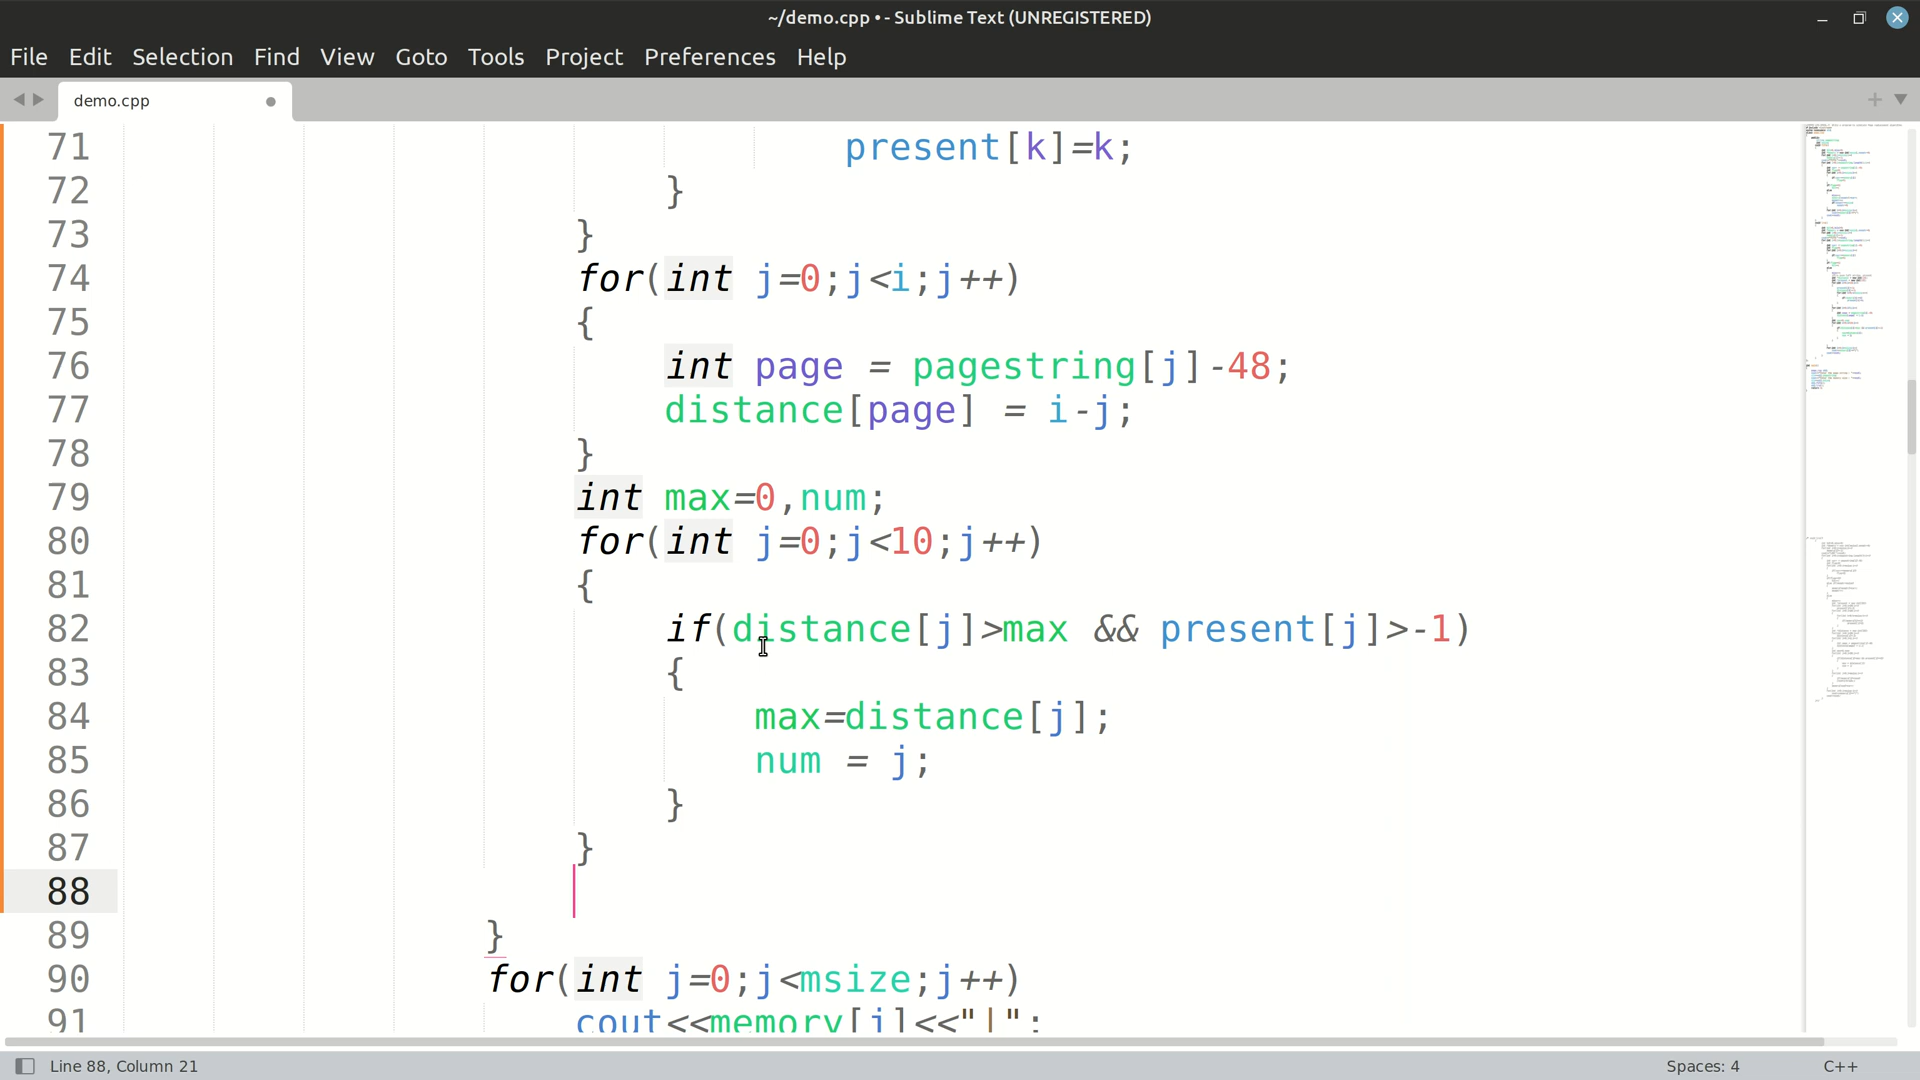 ~/demo.cpp • - Sublime Text (UNREGISTERED)
File Edit Selection Find View Goto Tools Project Preferences Help
demo.cpp
71 present[k]=k;
72 }
73 }
74 for(int j=0;j<i;j++)
75 {
76 int page = pagestring[j]-48;
77 distance[page] = i-j;
78 }
79 int max=0,num;
80 for(int j=0;j<10;j++)
81 {
82 if(distance[j]>max && present[j]>-1)
83 {
84 max=distance[j];
85 num = j;
86 }
87 }
88
89 }
90 for(int j=0;j<msize;j++)
91 cout<<memory[j]<<"|";
Line 88, Column 21
Spaces: 4
C++